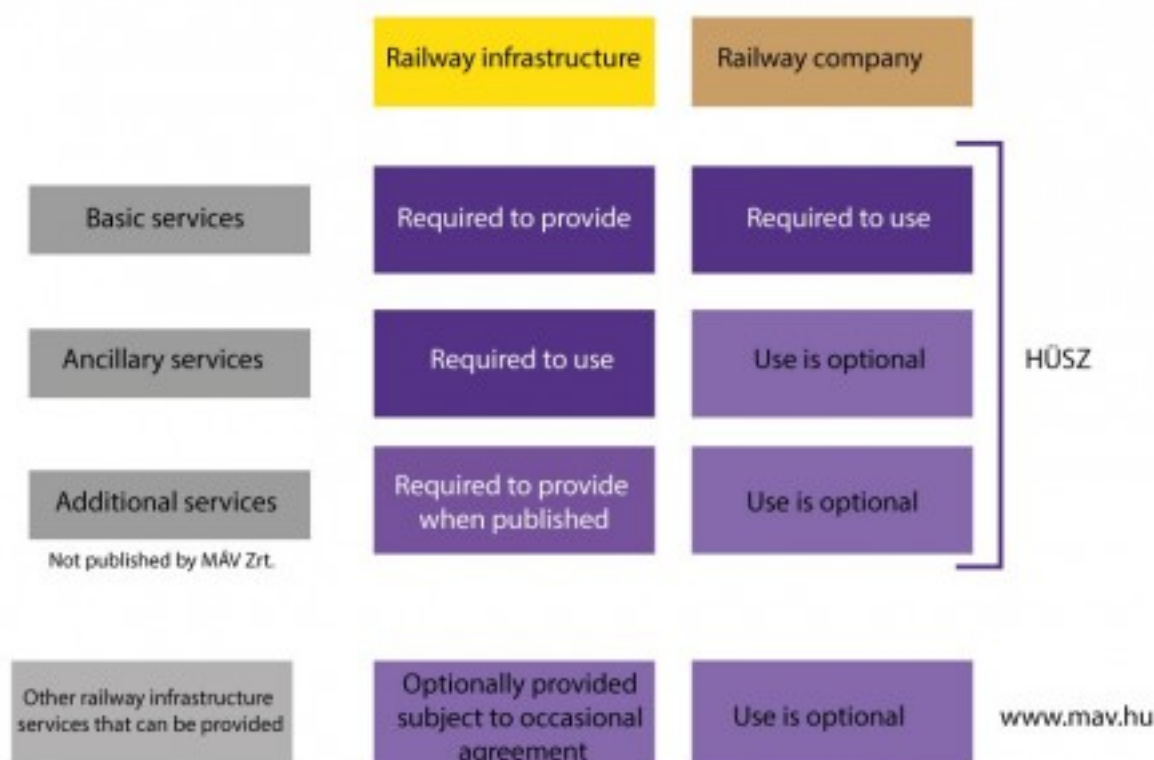 Railway infrastructure
Railway company
Basic services
Required to provide
Required to use
Ancillary services
Required to use
Use is optional
HÜSZ
Additional services
Not published by MÁV Zrt.
Required to provide
when published
Use is optional
Other railway infrastructure
services that can be provided
Optionally provided
subject to occasional
agreement
Use is optional
www.mav.hu